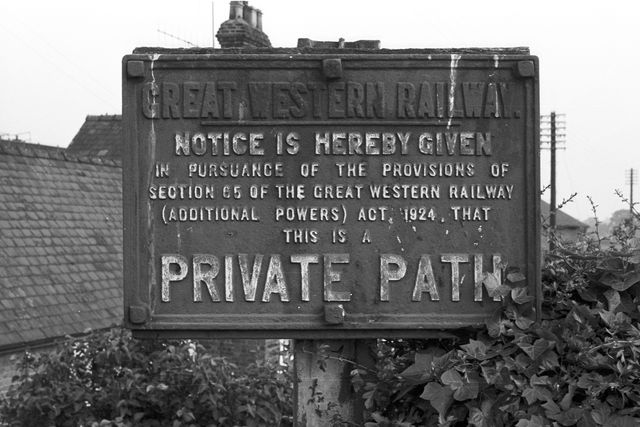 GREAT WESTERN RAILWAY.
NOTICE IS HEREBY GIVEN
IN PURSUANCE OF THE PROVISIONS OF
SECTION 65 OF THE GREAT WESTERN RAILWAY
(ADDITIONAL POWERS) ACT, 1924, THAT
THIS IS A
PRIVATE PATH